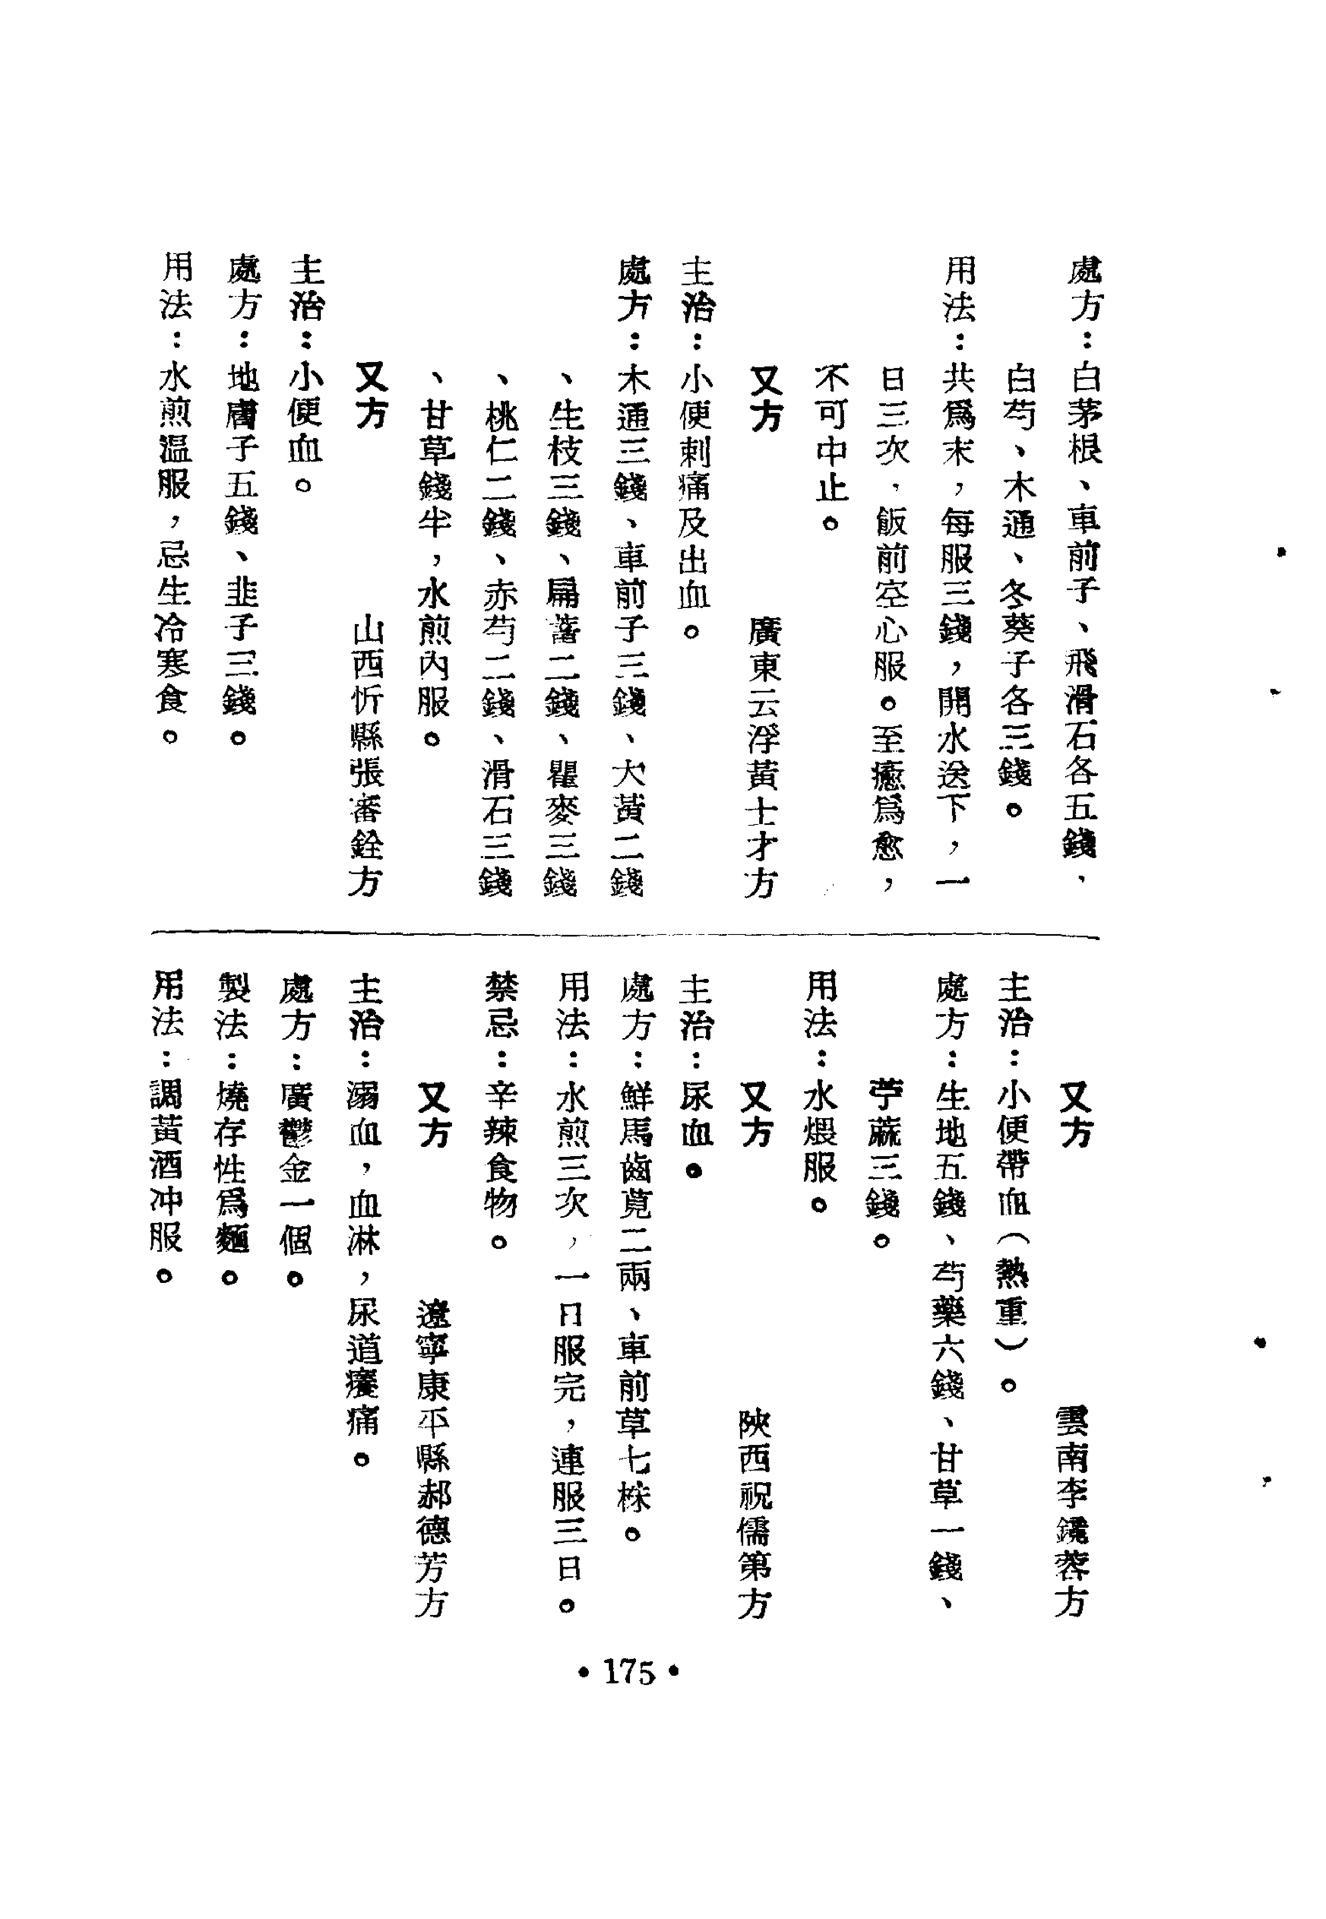 處方：白茅根、車前子、飛滑石各五錢，
白芍、木通、冬葵子各三錢。
用法：共爲末，每服三錢，開水送下，一
日三次，飯前空心服。至癒爲愈，
不可中止。
又方　廣東云浮黃士才方
主治：小便刺痛及出血。
處方：木通三錢、車前子三錢、大黃二錢
、生枝三錢、扁蓄二錢、瞿麥三錢
、桃仁二錢、赤芍二錢、滑石三錢
、甘草錢半，水煎內服。
又方　山西忻縣張審銓方
主治：小便血。
處方：地膚子五錢、韭子三錢。
用法：水煎温服，忌生冷寒食。
又方　雲南李鏡蓉方
主治：小便帶血（熱重）。
處方：生地五錢、芍藥六錢、甘草一錢、
苧蔴三錢。
用法：水煨服。
又方　陝西祝儒第方
主治：尿血。
處方：鮮馬齒莧二兩、車前草七株。
用法：水煎三次，一日服完，連服三日。
禁忌：辛辣食物。
又方　遼寧康平縣郝德芳方
主治：溺血，血淋，尿道痛。
處方：廣鬱金一個。
製法：燒存性爲麵。
用法：調黃酒冲服。
•175•